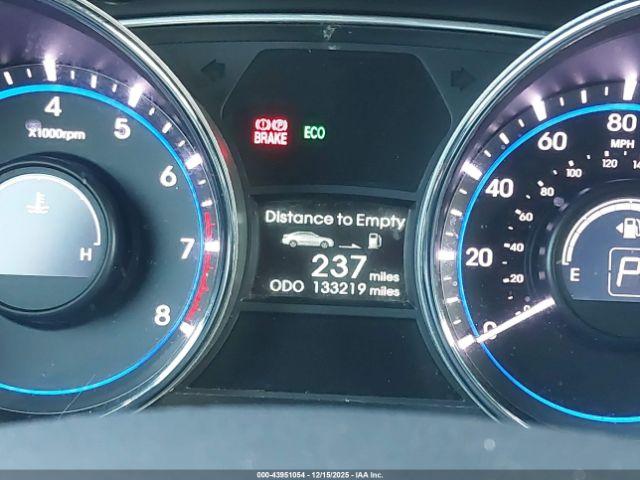 4
5
6
7
8
x1000rpm
H
BRAKE
ECO
Distance to Empty
237 miles
ODO 133219 miles
0
20
40
60
80
MPH
20
40
60
80
100
120
E
P
000-43951054 - 12/15/2025 - IAA Inc.